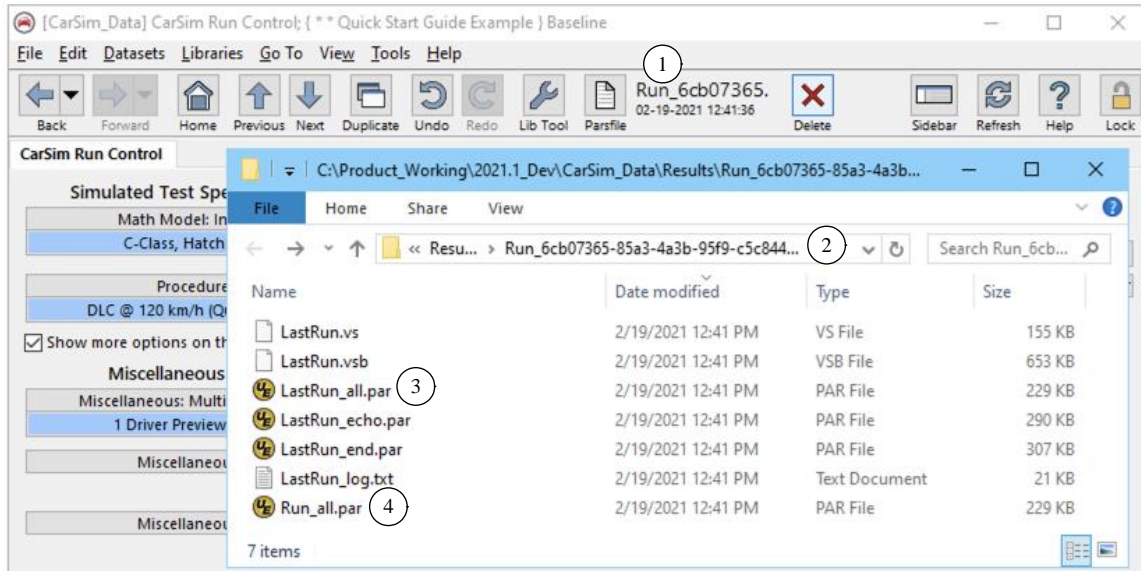 [CarSim_Data] CarSim Run Control; { * * Quick Start Guide Example } Baseline
File Edit Datasets Libraries Go To View Tools Help
1
Run_6cb07365.
02-19-2021 12:41:36
Back Forward Home Previous Next Duplicate Undo Redo Lib Tool Parsfile Delete Sidebar Refresh Help Lock
CarSim Run Control
C:\Product_Working\2021.1_Dev\CarSim_Data\Results\Run_6cb07365-85a3-4a3b...
Simulated Test Spe
File Home Share View
Math Model: In
C-Class, Hatch
« Resu... › Run_6cb07365-85a3-4a3b-95f9-c5c844... 2 Search Run_6cb...
Procedure
Name Date modified Type Size
DLC @ 120 km/h (Qu
LastRun.vs 2/19/2021 12:41 PM VS File 155 KB
Show more options on th
LastRun.vsb 2/19/2021 12:41 PM VSB File 653 KB
Miscellaneous
LastRun_all.par 3 2/19/2021 12:41 PM PAR File 229 KB
Miscellaneous: Multi
LastRun_echo.par 2/19/2021 12:41 PM PAR File 290 KB
1 Driver Preview
LastRun_end.par 2/19/2021 12:41 PM PAR File 307 KB
Miscellaneou
LastRun_log.txt 2/19/2021 12:41 PM Text Document 21 KB
Run_all.par 4 2/19/2021 12:41 PM PAR File 229 KB
Miscellaneou
7 items